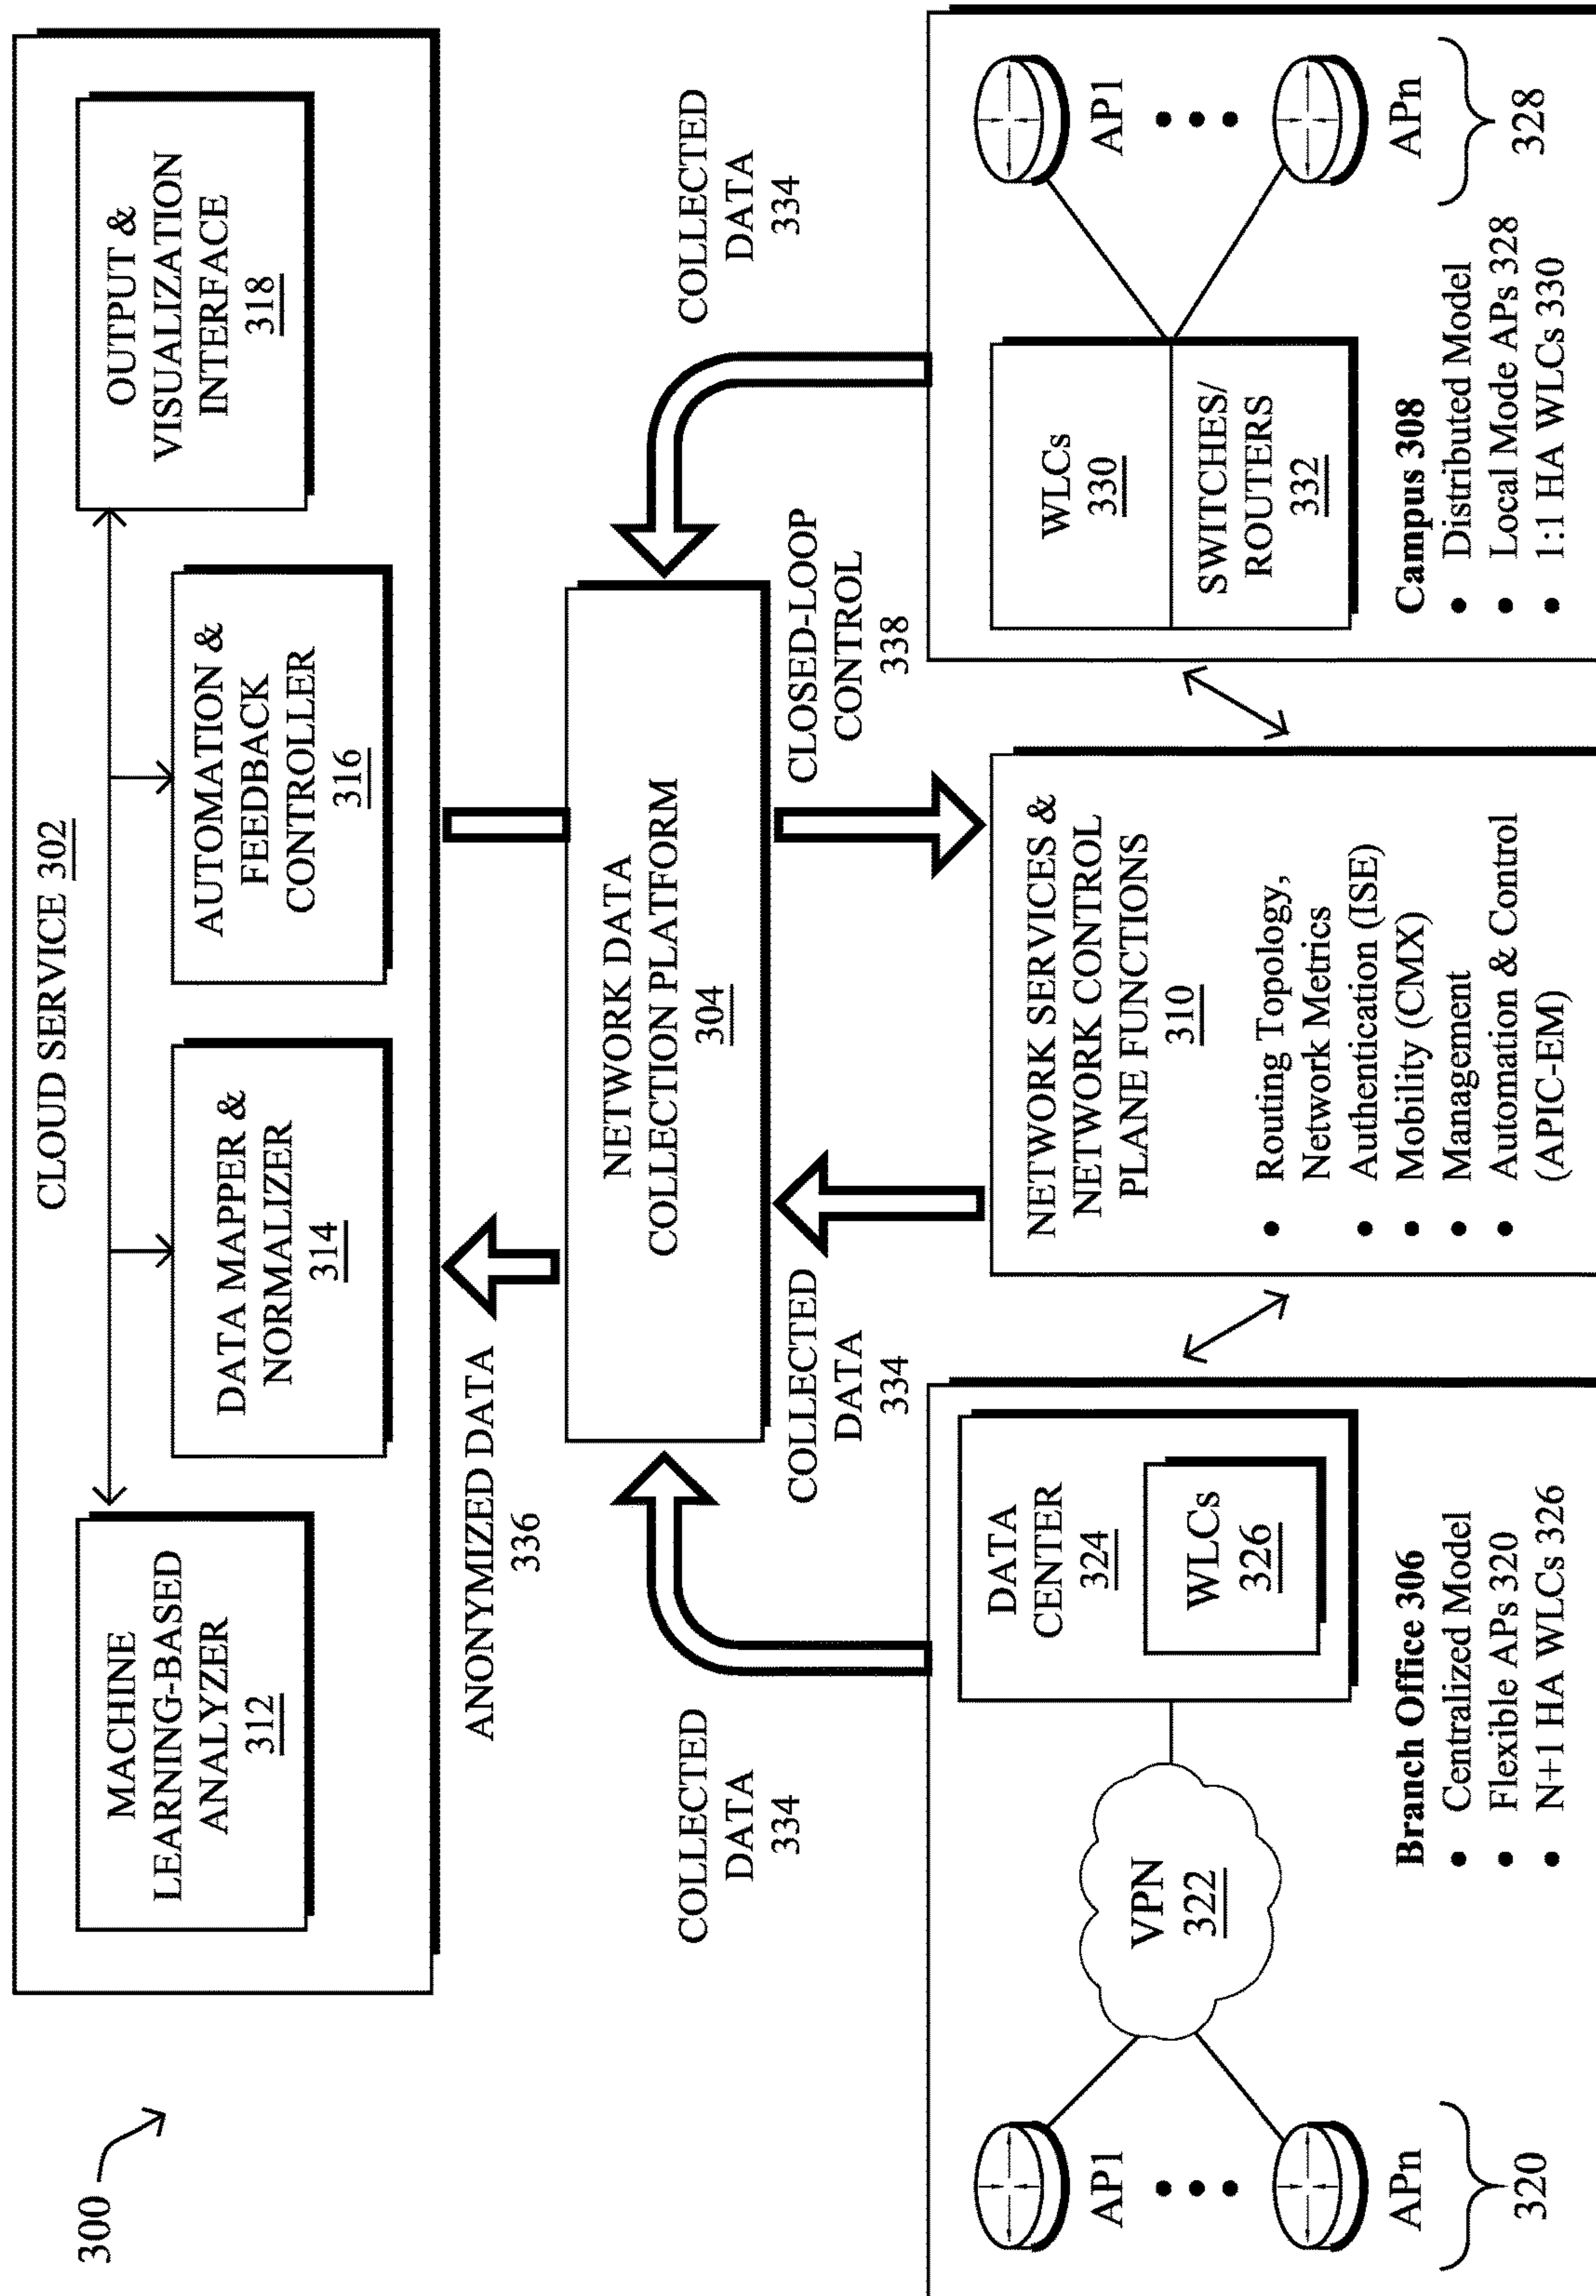 300
CLOUD SERVICE 302
MACHINE
LEARNING-BASED
ANALYZER
312
DATA MAPPER &
NORMALIZER
314
AUTOMATION &
FEEDBACK
CONTROLLER
316
OUTPUT &
VISUALIZATION
INTERFACE
318
ANONYMIZED DATA
336
COLLECTED
DATA
334
NETWORK DATA
COLLECTION PLATFORM
304
COLLECTED
DATA
334
COLLECTED
DATA
334
CLOSED-LOOP
CONTROL
338
AP1
APn
320
VPN
322
DATA
CENTER
324
WLCs
326
Branch Office 306
• Centralized Model
• Flexible APs 320
• N+1 HA WLCs 326
NETWORK SERVICES &
NETWORK CONTROL
PLANE FUNCTIONS
310
• Routing Topology,
Network Metrics
• Authentication (ISE)
• Mobility (CMX)
• Management
• Automation & Control
(APIC-EM)
WLCs
330
SWITCHES/
ROUTERS
332
AP1
APn
328
Campus 308
• Distributed Model
• Local Mode APs 328
• 1:1 HA WLCs 330